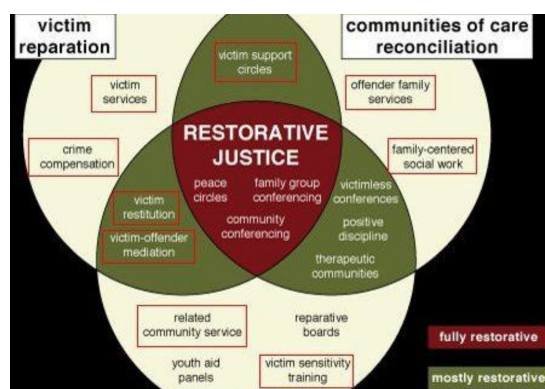 victim
reparation
communities of care
reconciliation
victim support
circles
victim
services
offender family
services
crime
compensation
family-centered
social work
RESTORATIVE
JUSTICE
peace
circles
family group
conferencing
community
conferencing
victim
restitution
victim-offender
mediation
victimless
conferences
positive
discipline
therapeutic
communities
related
community service
reparative
boards
youth aid
panels
victim sensitivity
training
fully restorative
mostly restorative